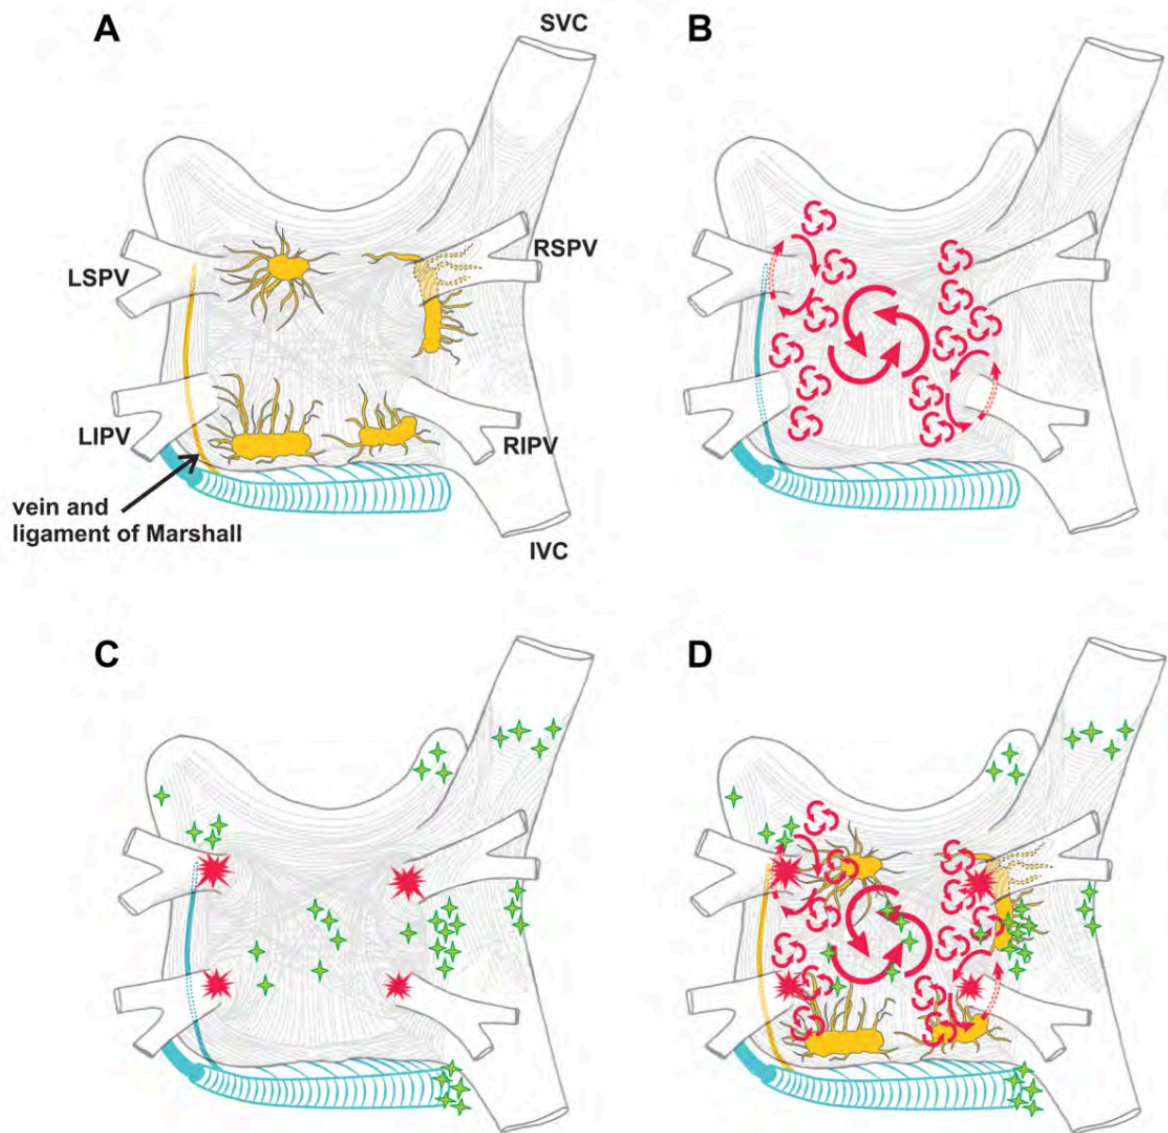 A
SVC
B
LSPV
RSPV
LIPV
RIPV
vein and
ligament of Marshall
IVC
C
D